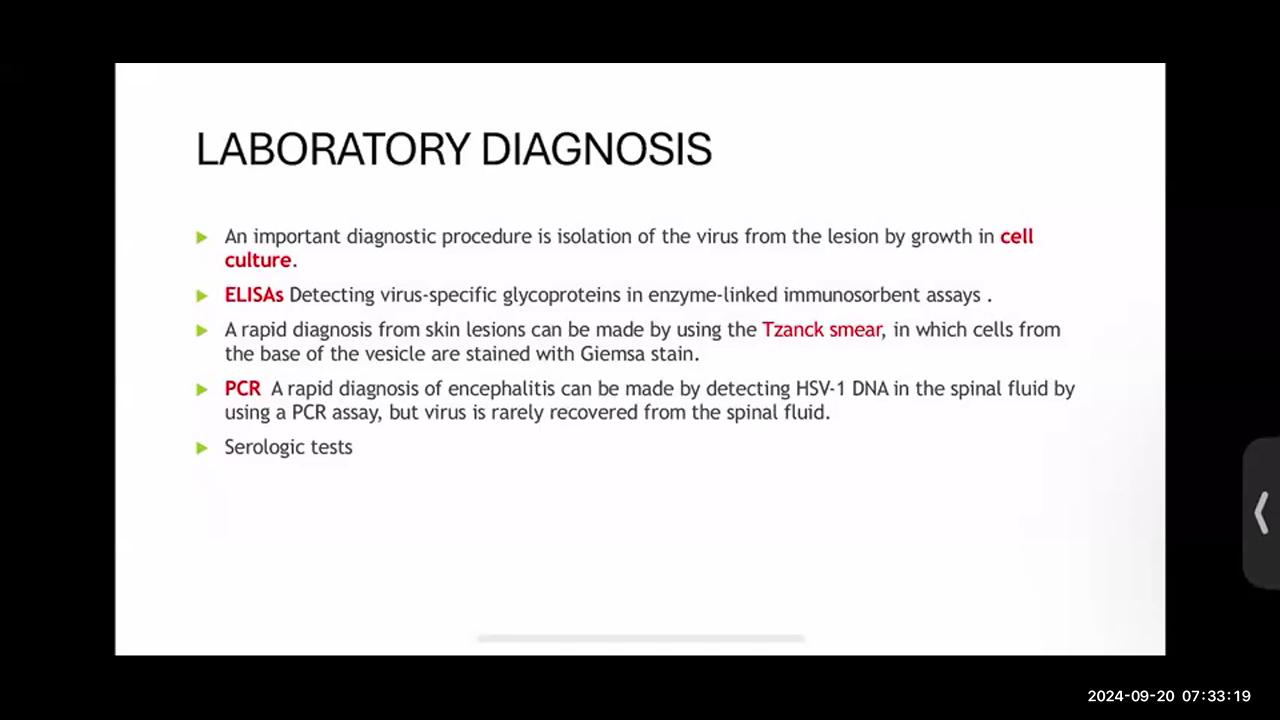 LABORATORY DIAGNOSIS
An important diagnostic procedure is isolation of the virus from the lesion by growth in cell
culture.
ELISAs Detecting virus-specific glycoproteins in enzyme-linked immunosorbent assays .
A rapid diagnosis from skin lesions can be made by using the Tzanck smear, in which cells from
the base of the vesicle are stained with Giemsa stain.
PCR A rapid diagnosis of encephalitis can be made by detecting HSV-1 DNA in the spinal fluid by
using a PCR assay, but virus is rarely recovered from the spinal fluid.
Serologic tests
2024-09-20 07:33:19